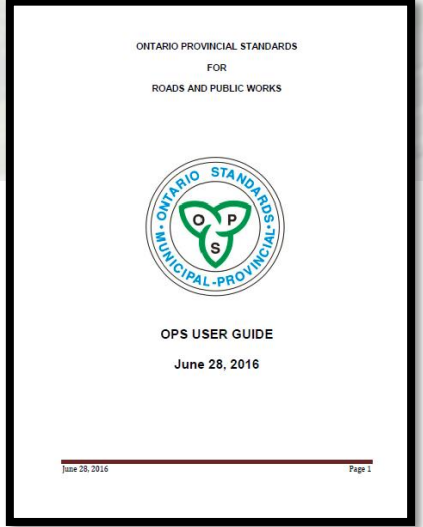 ONTARIO PROVINCIAL STANDARDS
FOR
ROADS AND PUBLIC WORKS
ONTARIO STANDARDS
O P
S
• MUNICIPAL-PROVINCIAL •
OPS USER GUIDE
June 28, 2016
June 28, 2016 Page 1